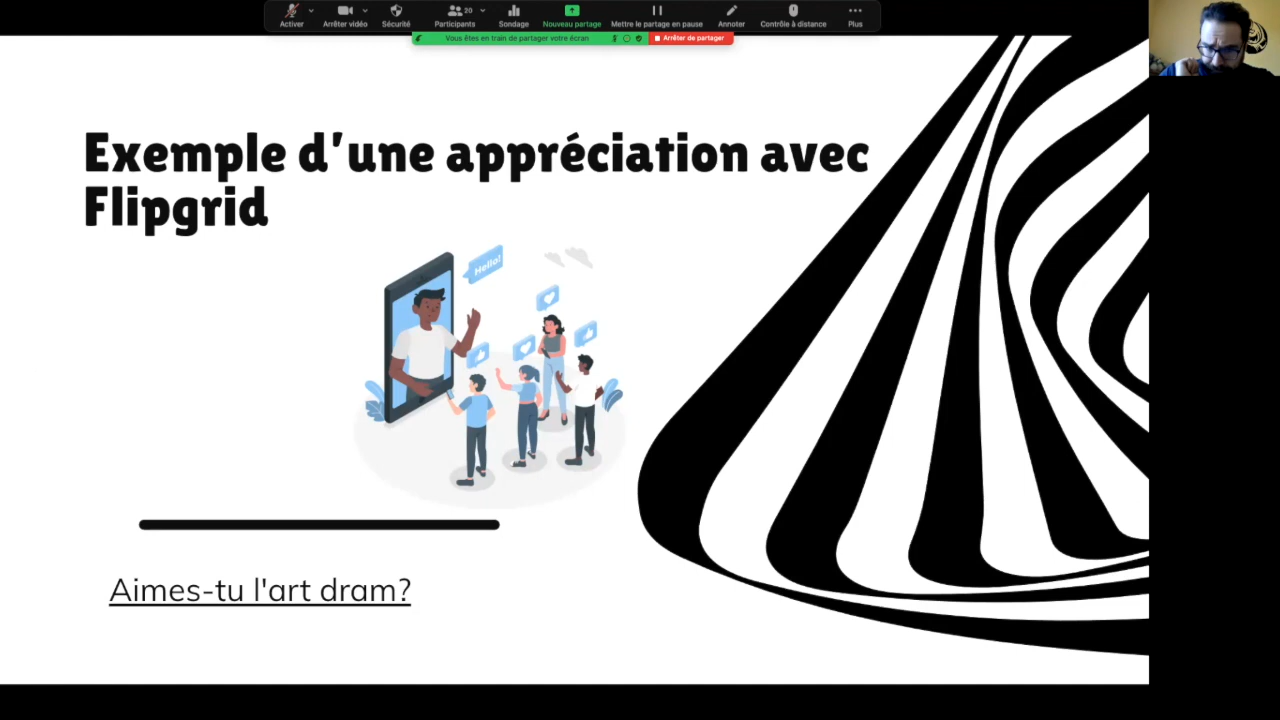 Activer
Arrêter vidéo
Sécurité
20
Participants
Sondage
Nouveau partage
Mettre le partage en pause
Annoter
Contrôle à distance
Plus
Vous êtes en train de partager votre écran
Arrêter de partager
Exemple d'une appréciation avec
Flipgrid
Hello!
Aimes-tu l'art dram?